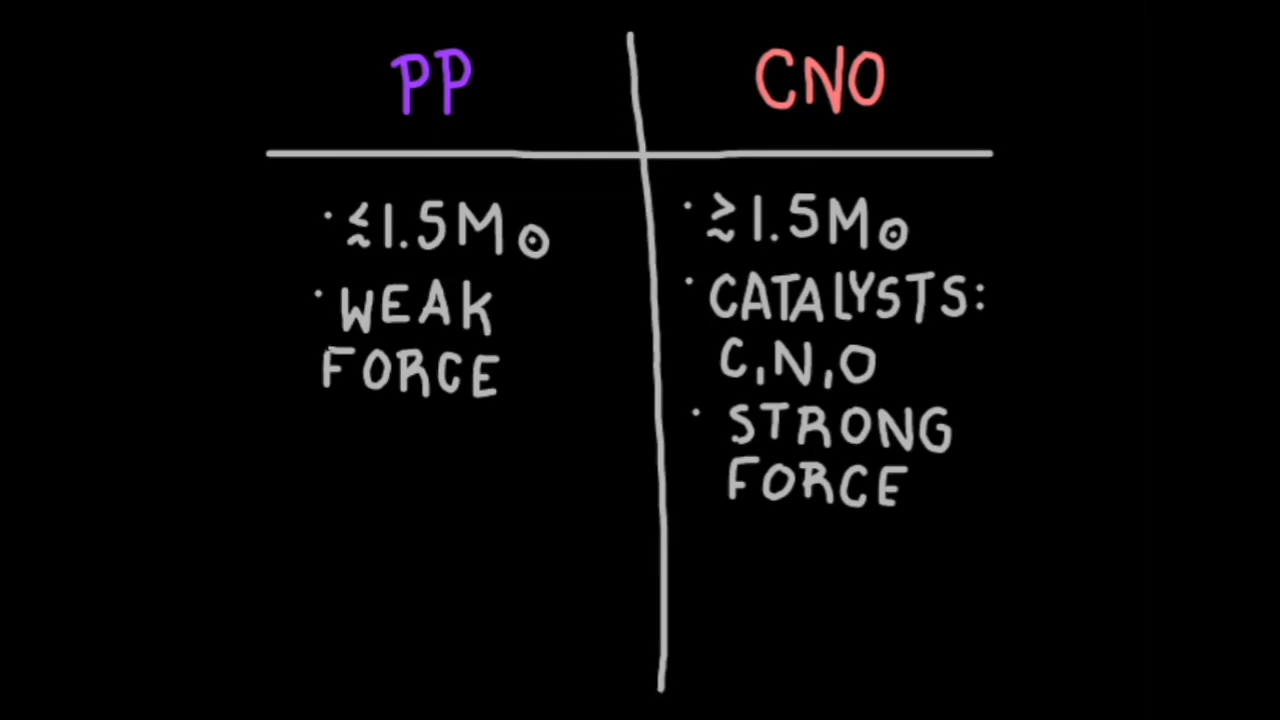 PP
· ≲1.5M☉
· WEAK
FORCE
CNO
· ≳1.5M☉
· CATALYSTS:
C,N,O
· STRONG
FORCE